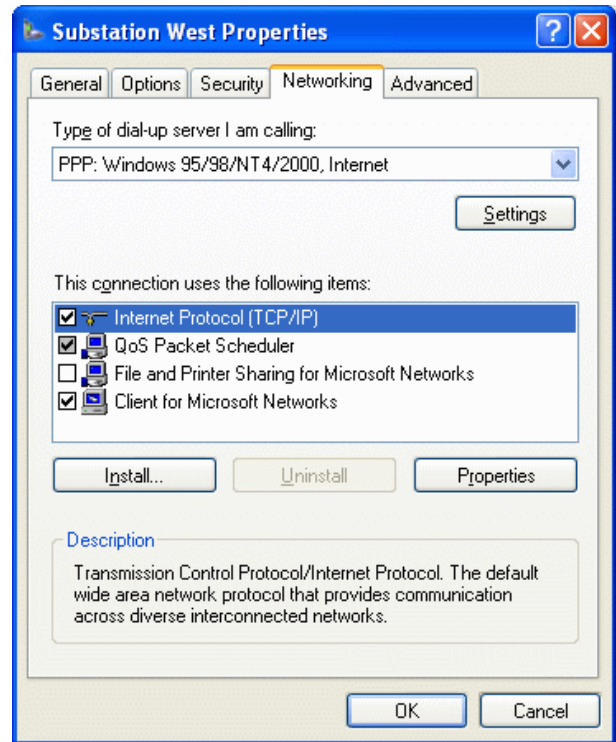 Substation West Properties
General Options Security Networking Advanced
Type of dial-up server I am calling:
PPP: Windows 95/98/NT4/2000, Internet
Settings
This connection uses the following items:
Internet Protocol (TCP/IP)
QoS Packet Scheduler
File and Printer Sharing for Microsoft Networks
Client for Microsoft Networks
Install... Uninstall Properties
Description
Transmission Control Protocol/Internet Protocol. The default
wide area network protocol that provides communication
across diverse interconnected networks.
OK Cancel